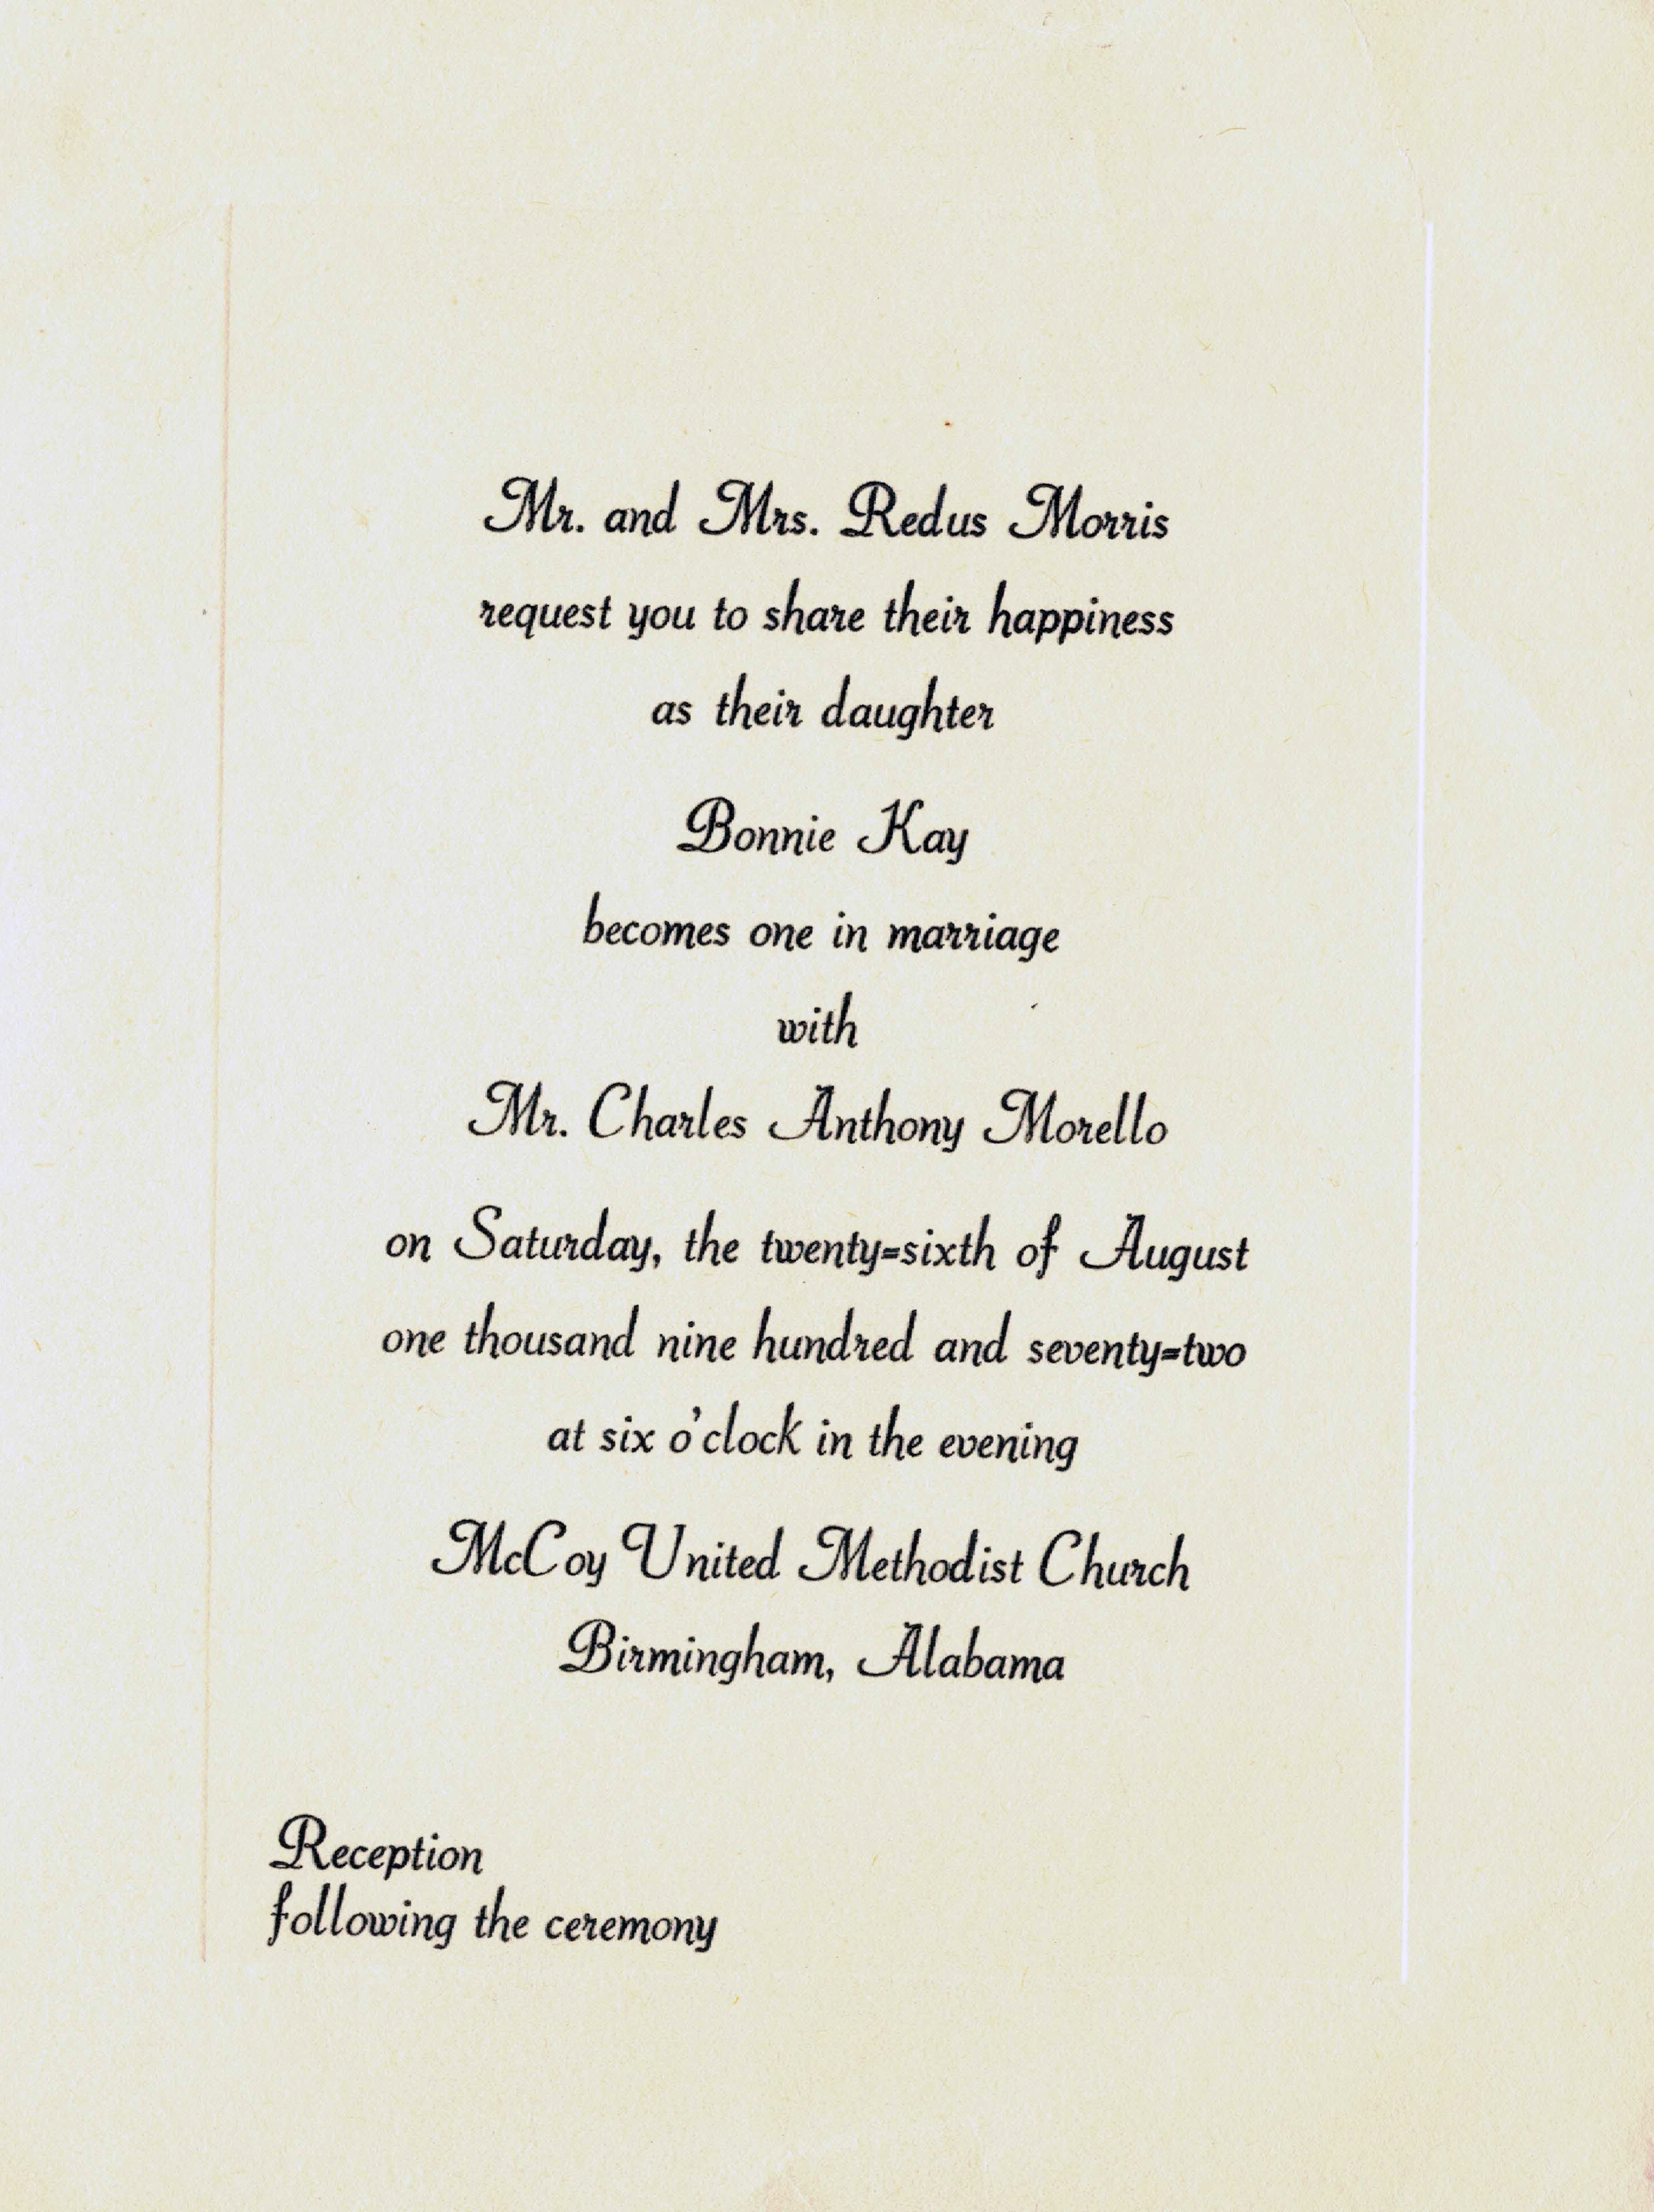 Mr. and Mrs. Redus Morris
request you to share their happiness
as their daughter
Bonnie Kay
becomes one in marriage
with
Mr. Charles Anthony Morello
on Saturday, the twenty=sixth of August
one thousand nine hundred and seventy=two
at six o'clock in the evening
McCoy United Methodist Church
Birmingham, Alabama
Reception
following the ceremony